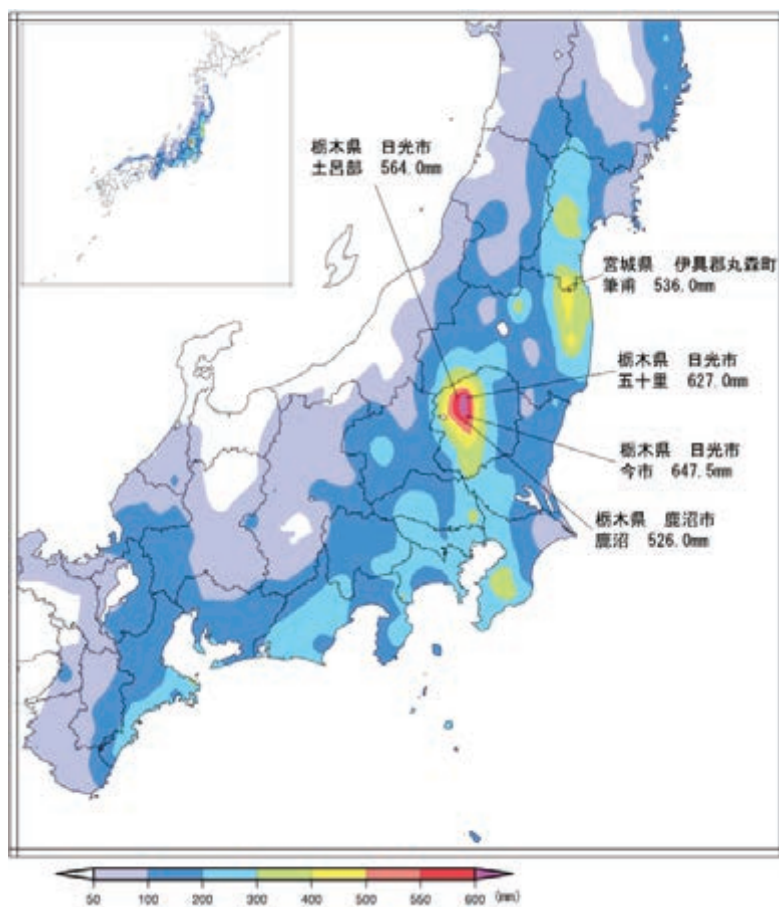 栃木県 日光市
土呂部 564.0mm
宮城県 伊具郡丸森町
筆甫 536.0mm
栃木県 日光市
五十里 627.0mm
栃木県 日光市
今市 647.5mm
栃木県 鹿沼市
鹿沼 526.0mm
50 100 200 300 400 500 550 600 (mm)